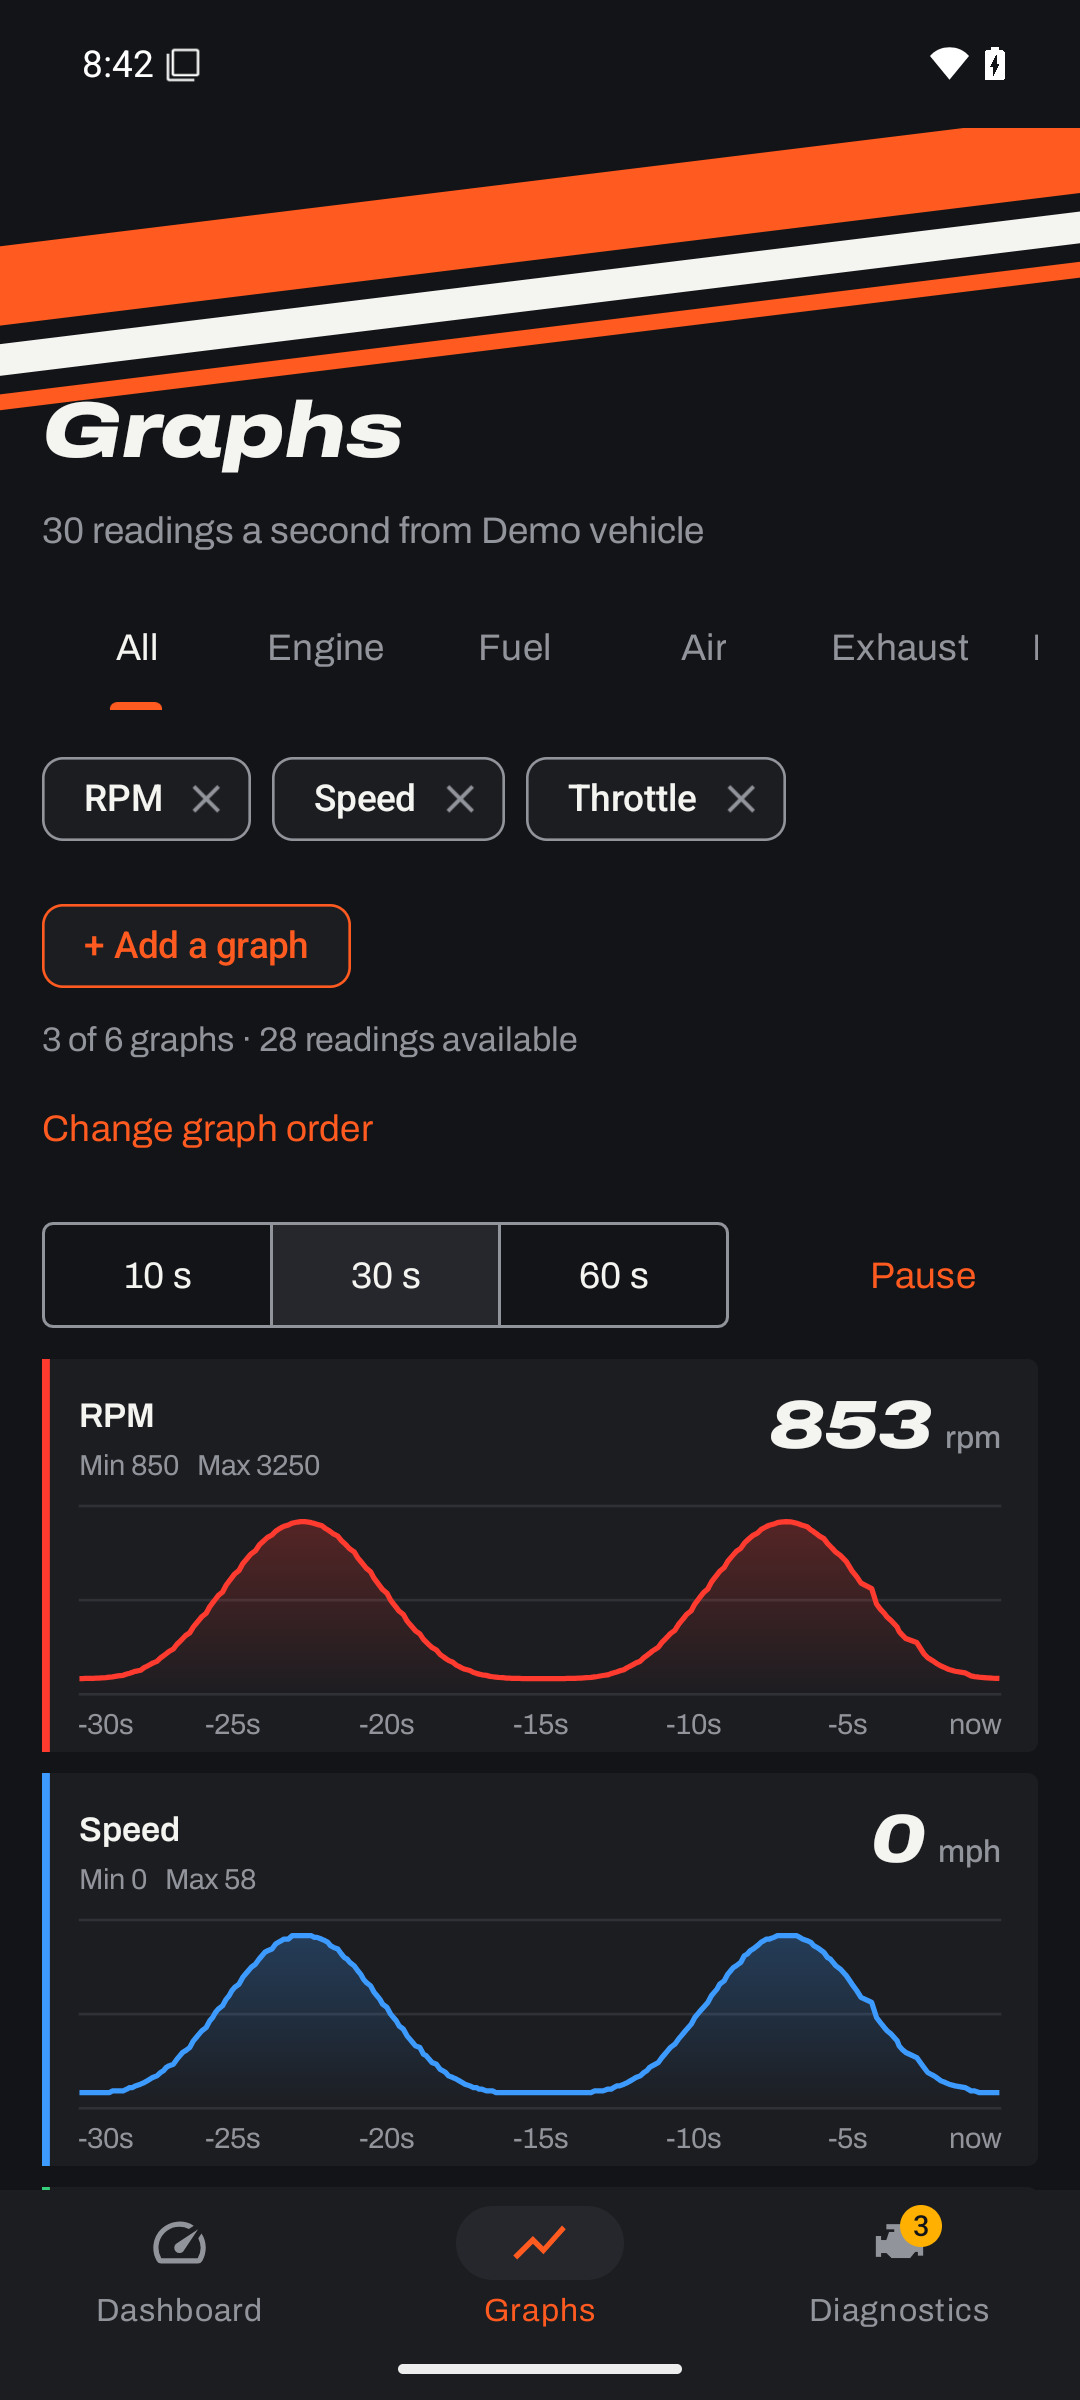 8:42
Graphs
30 readings a second from Demo vehicle
All Engine Fuel Air Exhaust
RPM Speed Throttle
+ Add a graph
3 of 6 graphs · 28 readings available
Change graph order
10 s 30 s 60 s Pause
RPM 853 rpm
Min 850 Max 3250
-30s -25s -20s -15s -10s -5s now
Speed 0 mph
Min 0 Max 58
-30s -25s -20s -15s -10s -5s now
3
Dashboard Graphs Diagnostics